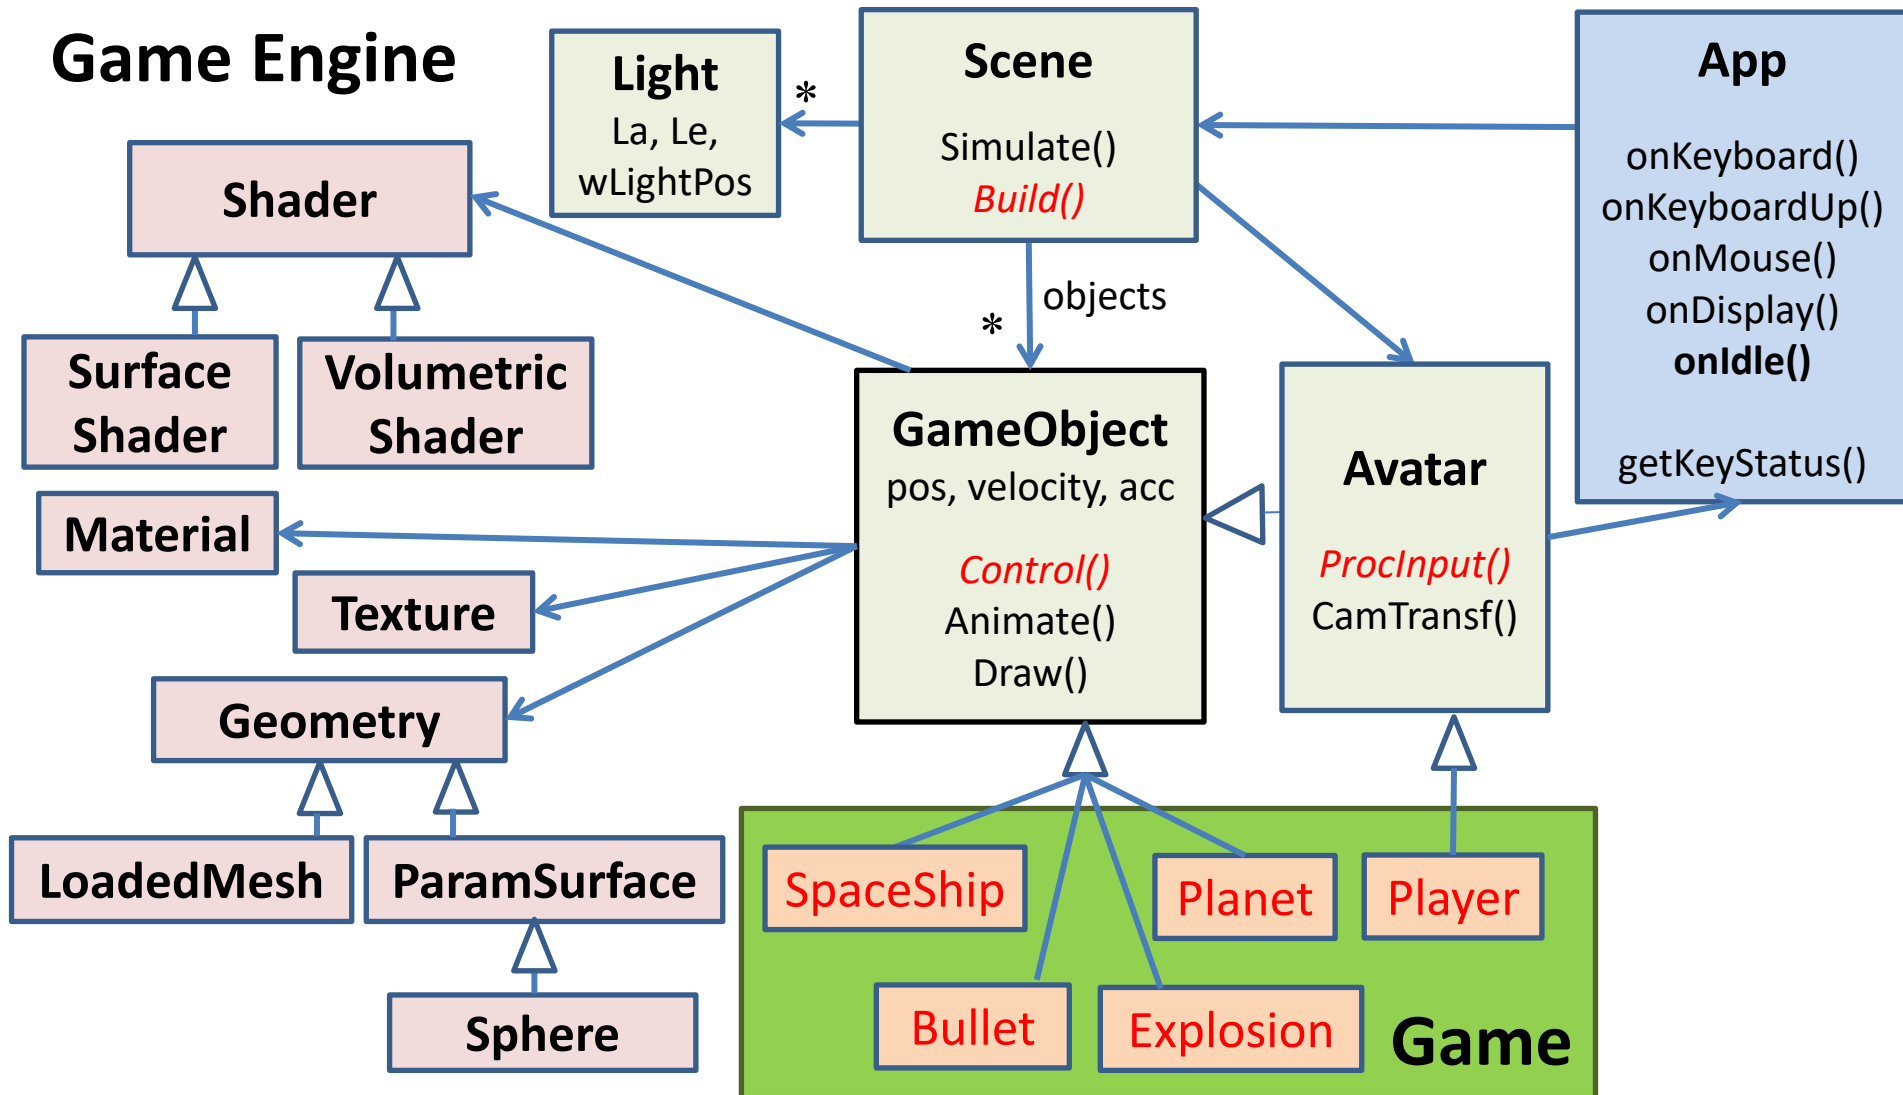 Game Engine
Light
La, Le,
wLightPos
*
Scene
Simulate()
Build()
App
onKeyboard()
onKeyboardUp()
onMouse()
onDisplay()
onIdle()
getKeyStatus()
Shader
Surface
Shader
Volumetric
Shader
objects
*
GameObject
pos, velocity, acc
Control()
Animate()
Draw()
Avatar
ProcInput()
CamTransf()
Material
Texture
Geometry
LoadedMesh
ParamSurface
Sphere
SpaceShip
Planet
Player
Bullet
Explosion
Game